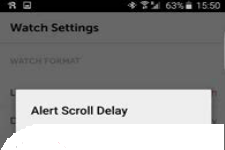 63% 15:50
Watch Settings
WATCH FORMAT
Alert Scroll Delay